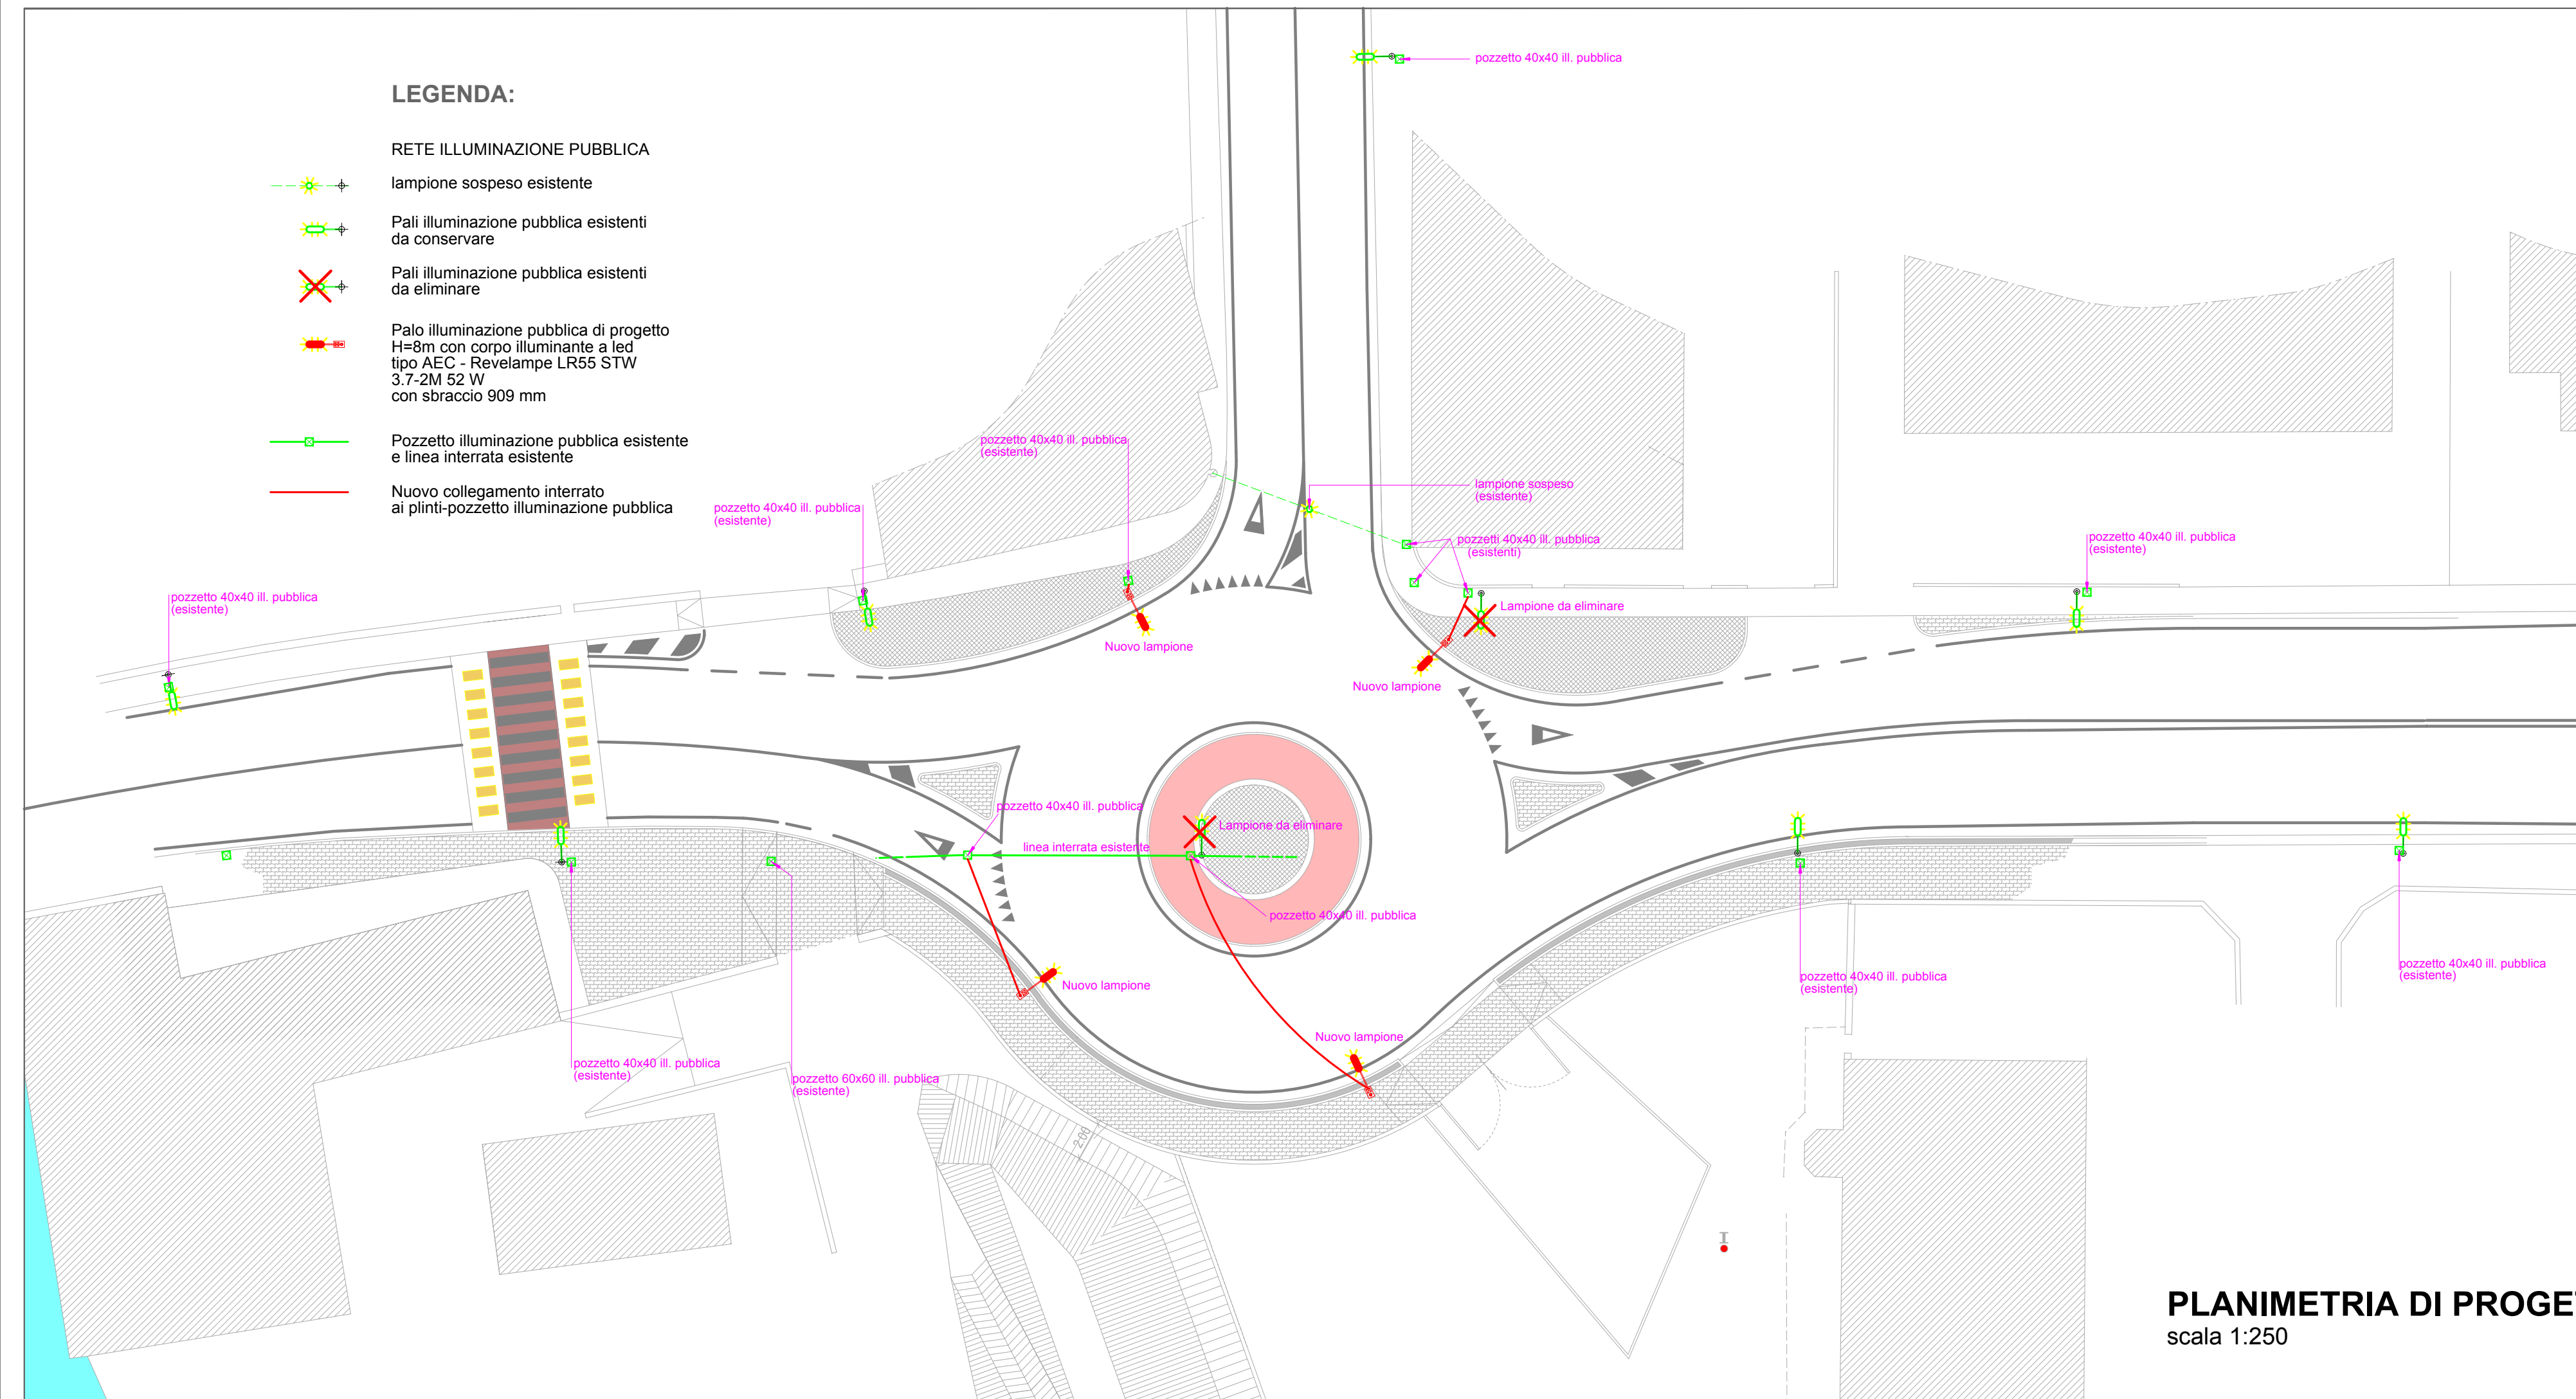 LEGENDA:
RETE ILLUMINAZIONE PUBBLICA
lampione sospeso esistente
Pali illuminazione pubblica esistenti
da conservare
Pali illuminazione pubblica esistenti
da eliminare
Palo illuminazione pubblica di progetto
H=8m con corpo illuminante a led
tipo AEC - Revelampe LR55 STW
3.7-2M 52 W
con sbraccio 909 mm
Pozzetto illuminazione pubblica esistente
e linea interrata esistente
Nuovo collegamento interrato
ai plinti-pozzetto illuminazione pubblica
pozzetto 40x40 ill. pubblica
pozzetto 40x40 ill. pubblica
(esistente)
lampione sospeso
(esistente)
pozzetto 40x40 ill. pubblica
(esistente)
pozzetti 40x40 ill. pubblica
(esistenti)
pozzetto 40x40 ill. pubblica
(esistente)
pozzetto 40x40 ill. pubblica
(esistente)
Lampione da eliminare
Nuovo lampione
Nuovo lampione
pozzetto 40x40 ill. pubblica
Lampione da eliminare
linea interrata esistente
pozzetto 40x40 ill. pubblica
pozzetto 40x40 ill. pubblica
(esistente)
pozzetto 40x40 ill. pubblica
(esistente)
Nuovo lampione
Nuovo lampione
pozzetto 40x40 ill. pubblica
(esistente)
pozzetto 60x60 ill. pubblica
(esistente)
2.00
I
PLANIMETRIA DI PROGE
scala 1:250